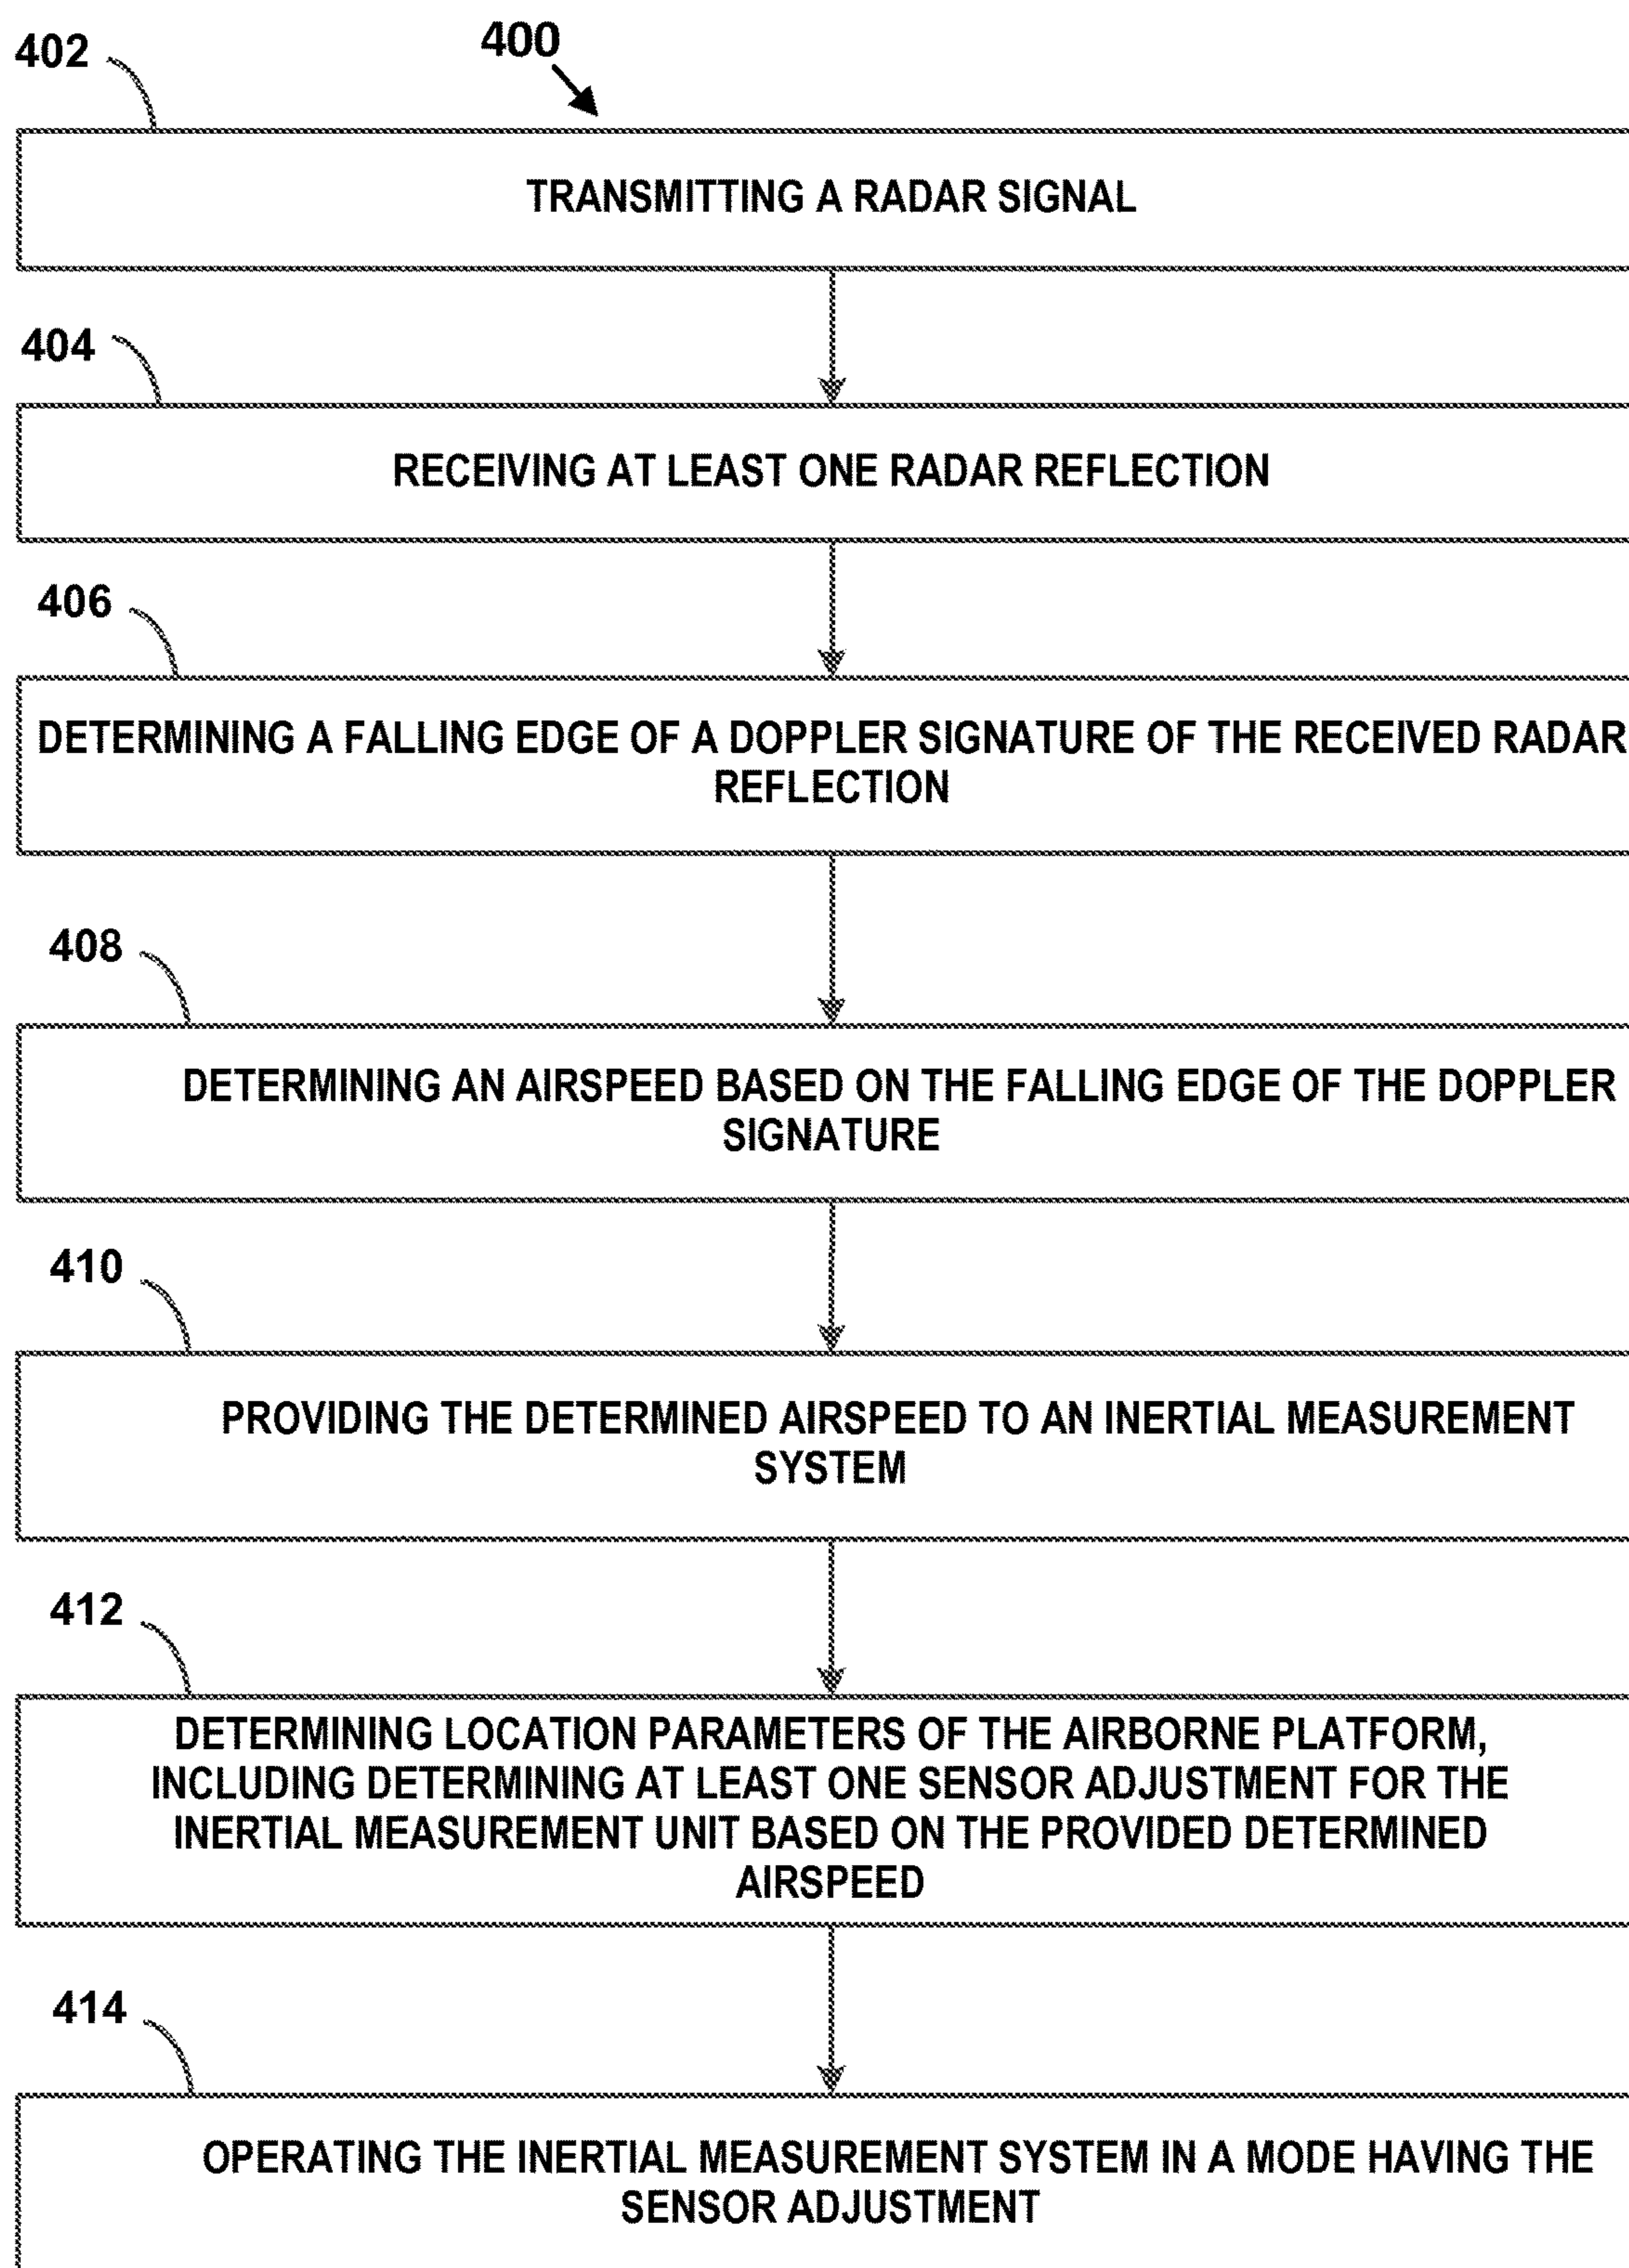 400
402
TRANSMITTING A RADAR SIGNAL
404
RECEIVING AT LEAST ONE RADAR REFLECTION
406
DETERMINING A FALLING EDGE OF A DOPPLER SIGNATURE OF THE RECEIVED RADAR
REFLECTION
408
DETERMINING AN AIRSPEED BASED ON THE FALLING EDGE OF THE DOPPLER
SIGNATURE
410
PROVIDING THE DETERMINED AIRSPEED TO AN INERTIAL MEASUREMENT
SYSTEM
412
DETERMINING LOCATION PARAMETERS OF THE AIRBORNE PLATFORM,
INCLUDING DETERMINING AT LEAST ONE SENSOR ADJUSTMENT FOR THE
INERTIAL MEASUREMENT UNIT BASED ON THE PROVIDED DETERMINED
AIRSPEED
414
OPERATING THE INERTIAL MEASUREMENT SYSTEM IN A MODE HAVING THE
SENSOR ADJUSTMENT